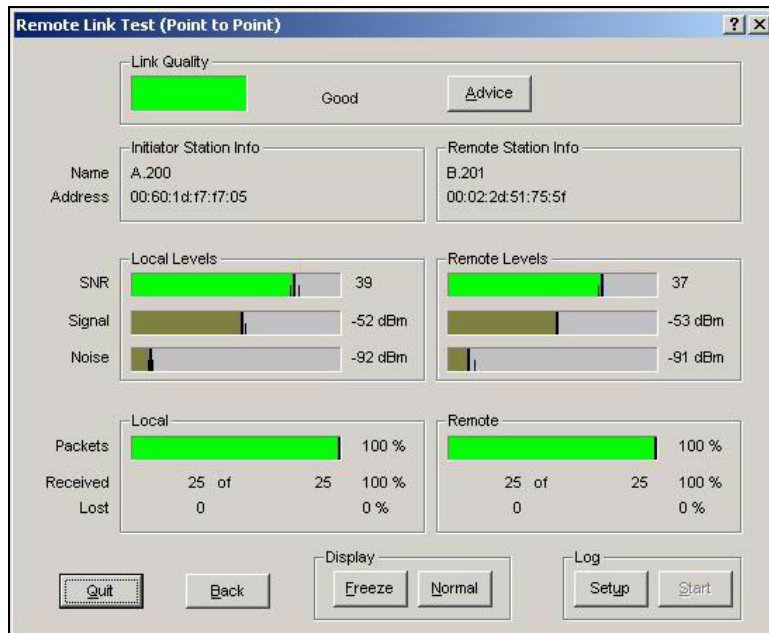 Remote Link Test (Point to Point)
Link Quality
Good
Advice
Initiator Station Info
Remote Station Info
Name A.200 B.201
Address 00:60:1d:f7:f7:05 00:02:2d:51:75:5f
Local Levels
Remote Levels
SNR 39 37
Signal -52 dBm -53 dBm
Noise -92 dBm -91 dBm
Local
Remote
Packets 100 % 100 %
Received 25 of 25 100 % 25 of 25 100 %
Lost 0 0 % 0 0 %
Display
Log
Quit Back Freeze Normal Setup Start